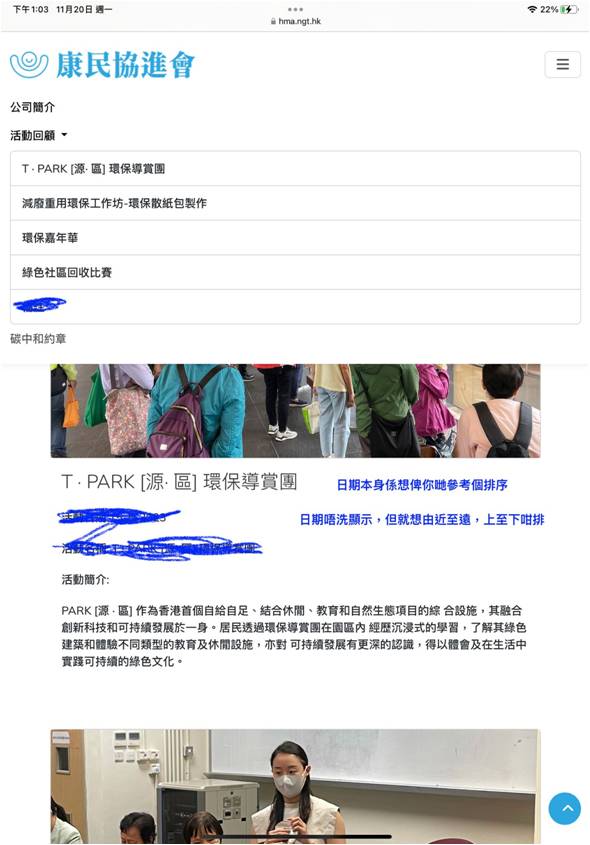 下午1:03 11月20日 週一
22%
hma.ngt.hk
康民協進會
公司簡介
活動回顧
T · PARK [源· 區] 環保導賞團
減廢重用環保工作坊-環保散紙包製作
環保嘉年華
綠色社區回收比賽
碳中和約章
T · PARK [源· 區] 環保導賞團
日期本身係想俾你哋參考個排序
日期唔洗顯示，但就想由近至遠，上至下咁排
活動簡介:
PARK [源 · 區] 作為香港首個自給自足、結合休閒、教育和自然生態項目的綜 合設施，其融合
創新科技和可持續發展於一身。居民透過環保導賞團在園區內 經歷沉浸式的學習，了解其綠色
建築和體驗不同類型的教育及休閒設施，亦對 可持續發展有更深的認識，得以體會及在生活中
實踐可持續的綠色文化。